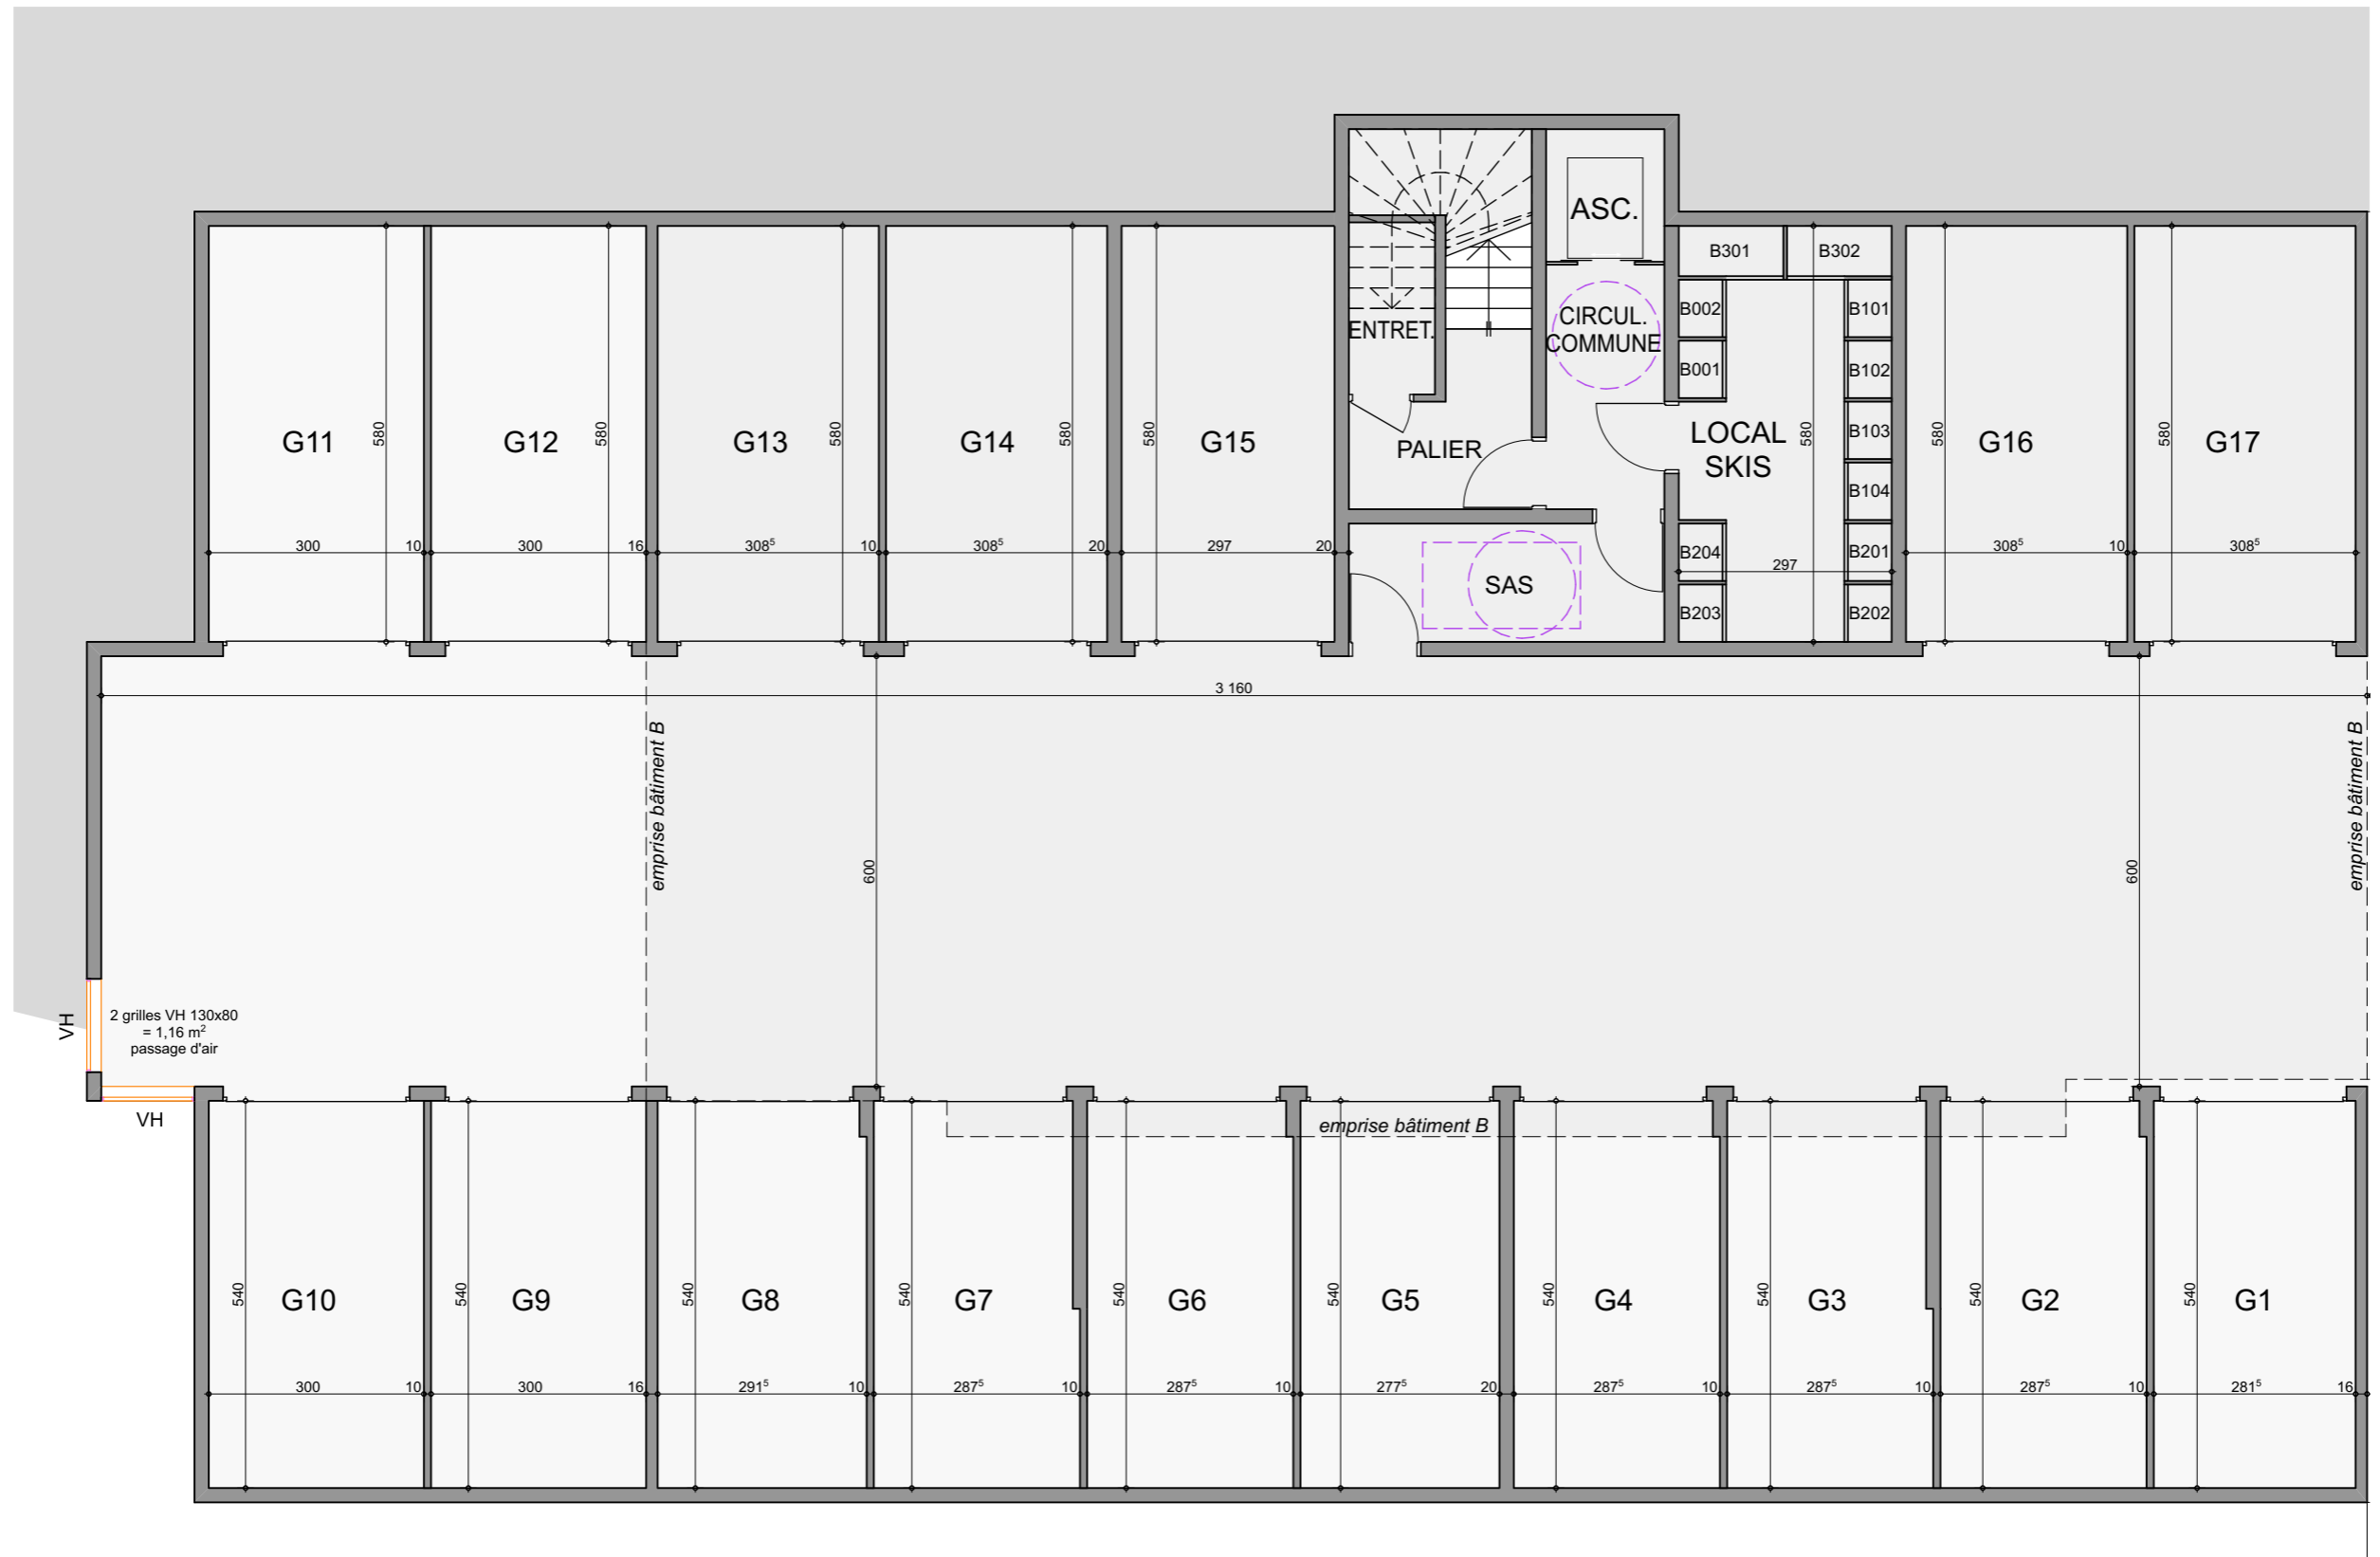 ASC.
B301
B302
B002
B101
CIRCUL.
COMMUNE
ENTRET.
B001
B102
G11
580
G12
580
G13
580
G14
580
580
G15
PALIER
LOCAL
SKIS
580
B103
580
G16
580
G17
B104
300
10
300
16
308⁵
10
308⁵
20
297
20
B204
B201
308⁵
10
308⁵
297
SAS
B203
B202
3 160
emprise bâtiment B
emprise bâtiment B
600
600
VH
2 grilles VH 130x80
= 1,16 m²
passage d'air
VH
emprise bâtiment B
540
G10
540
G9
540
G8
540
G7
540
G6
540
G5
540
G4
540
G3
540
G2
540
G1
300
10
300
16
291⁵
10
287⁵
10
287⁵
10
277⁵
20
287⁵
10
287⁵
10
287⁵
10
281⁵
16